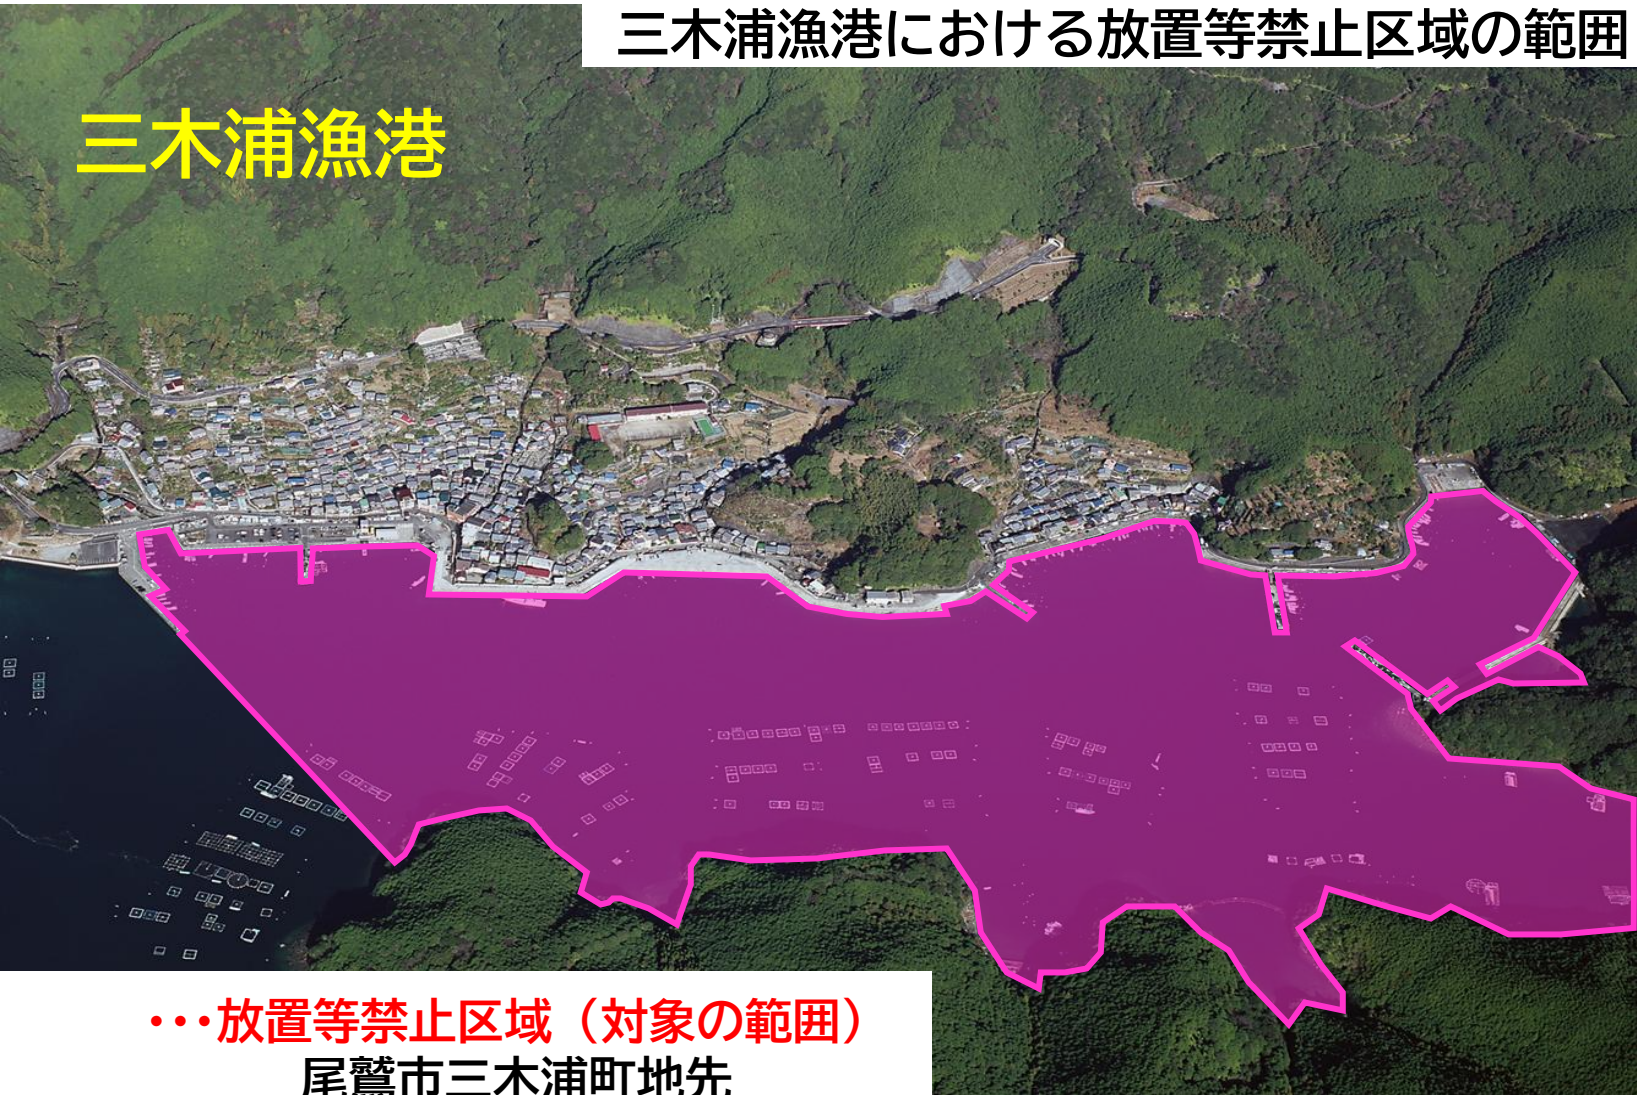 三木浦漁港における放置等禁止区域の範囲
三木浦漁港
･･･放置等禁止区域（対象の範囲）
尾鷲市三木浦町地先